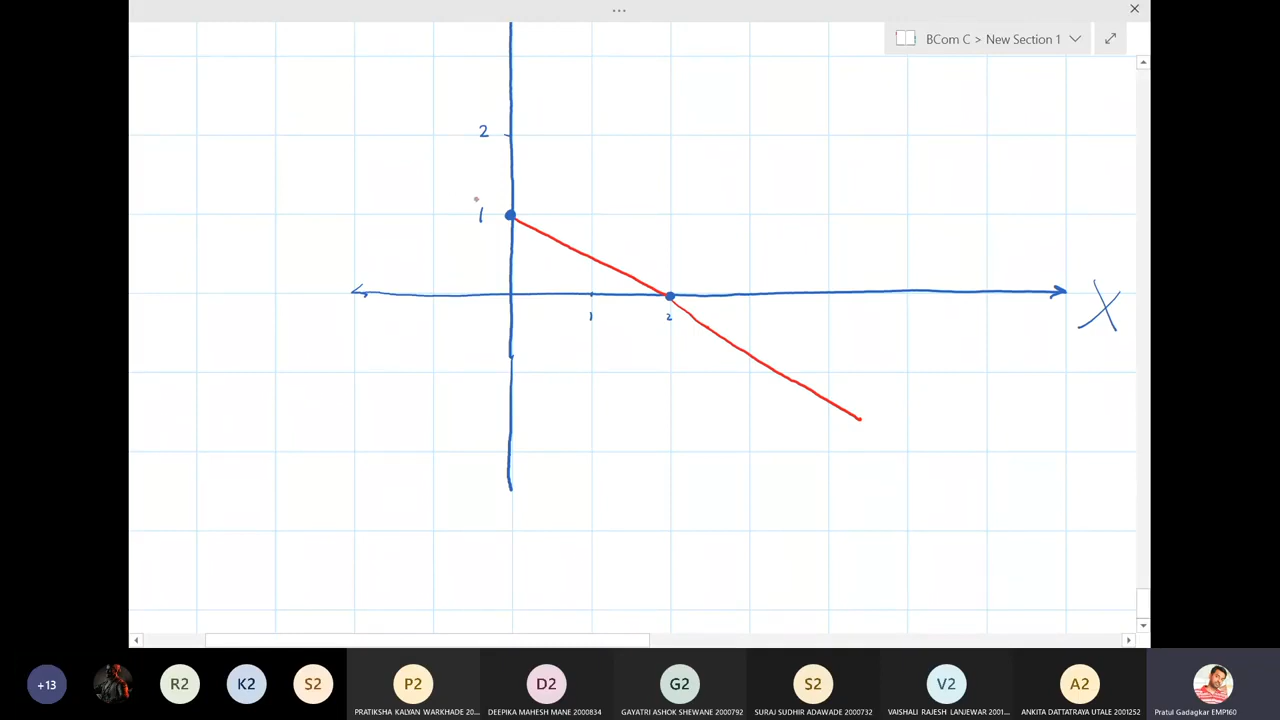 BCom C > New Section 1
2
1
1
2
X
+13
R2
K2
S2
P2
D2
G2
S2
V2
A2
PRATIKSHA KALYAN WARKHADE 20...
DEEPIKA MAHESH MANE 2000834
GAYATRI ASHOK SHEWANE 2000792
SURAJ SUDHIR ADAWADE 2000732
VAISHALI RAJESH LANJEWAR 2001...
ANKITA DATTATRAYA UTALE 2001252
Pratul Gadagkar EMP160